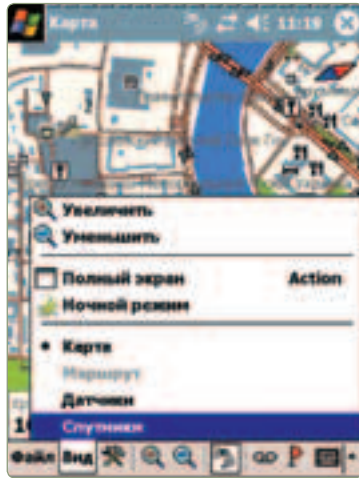 Карта 11:19
Увеличить
Уменьшить
Полный экран Action
Ночной режим
Карта
Маршрут
Датчики
Спутники
Файл Вид